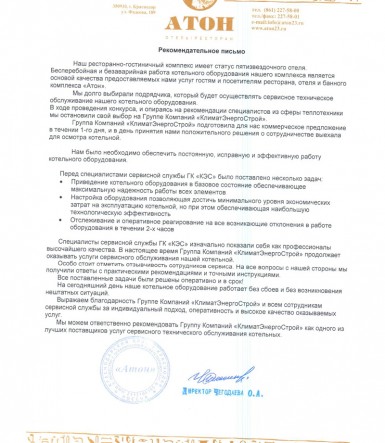 АТОН
ОТЕЛЬ|РЕСТОРАН
тел. (861) 227-50-01
Рекомендательное письмо
Наш ресторанно-гостиничный комплекс имеет статус пятизвездочного отеля.
Бесперебойная и безаварийная работа котельного оборудования нашего комплекса является
основой качества предоставляемых нами услуг гостям и посетителям ресторана, отеля и банного
комплекса «Атон».
Мы долго выбирали подрядчика, который будет осуществлять сервисное техническое
обслуживание нашего котельного оборудования.
В ходе проведения конкурса, и опираясь на рекомендации специалистов из сферы теплотехники
мы остановили свой выбор на Группе Компаний «КлиматЭнергоСтрой».
Группа Компаний «КлиматЭнергоСтрой» подготовила для нас коммерческое предложение
в течении 1-го дня, и в день принятия нами положительного решения о сотрудничестве выехала
для осмотра котельной.
Нам было необходимо обеспечить постоянную, исправную и эффективную работу
котельного оборудования.
Перед специалистами сервисной службы ГК «КЭС» было поставлено несколько задач:
• Приведение котельного оборудования в базовое состояние обеспечивающее
максимальную надежность работы всех элементов
• Настройка оборудования позволяющая достичь минимального уровня экономических
затрат на эксплуатацию котельной, но при этом обеспечивающая наибольшую
технологическую эффективность
• Отслеживание и оперативное реагирование на все возникающие отклонения в работе
оборудования в течении 2-х часов
Специалисты сервисной службы ГК «КЭС» изначально показали себя как профессионалы
высочайшего качества. В настоящее время Группа Компаний «КлиматЭнергоСтрой» продолжает
оказывать услуги сервисного обслуживания нашей котельной.
Особо стоит отметить отзывчивость сотрудников сервиса. На все вопросы с нашей стороны мы
получили ответы с практическими рекомендациями и точными инструкциями.
Все поставленные задачи были решены оперативно и в срок!
На сегодняшний день наше котельное оборудование работает без сбоев и без возникновения
нештатных ситуаций.
Выражаем благодарность Группе Компаний «КлиматЭнергоСтрой» и всем сотрудникам
сервисной службы за индивидуальный подход, оперативность и высокое качество оказываемых
услуг.
Мы можем ответственно рекомендовать Группу Компаний «КлиматЭнергоСтрой» как одного из
лучших поставщиков услуг сервисного технического обслуживания котельных.
«Атон»
ДИРЕКТОР ЧЕГОДАЕВА О.А.